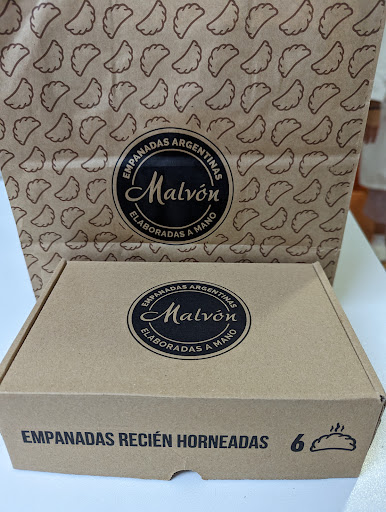 EMPANADAS ARGENTINAS
Malvón
ELABORADAS A MANO
EMPANADAS ARGENTINAS
Malvón
ELABORADAS A MANO
EMPANADAS RECIÉN HORNEADAS 6